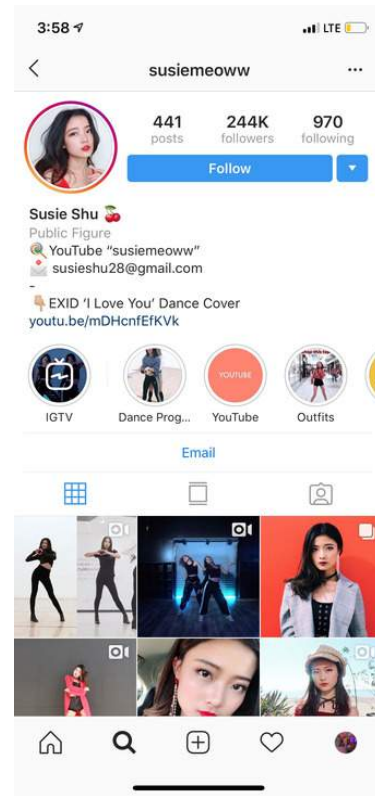 3:58 LTE
susiemeoww
441 244K 970
posts followers following
Follow
Susie Shu 🍒
Public Figure
🍭 YouTube “susiemeoww”
📩 susieshu28@gmail.com
-
👇🏼 EXID ‘I Love You’ Dance Cover
youtu.be/mDHcnfEfKVk
YOUTUBE
IGTV Dance Prog... YouTube Outfits
Email